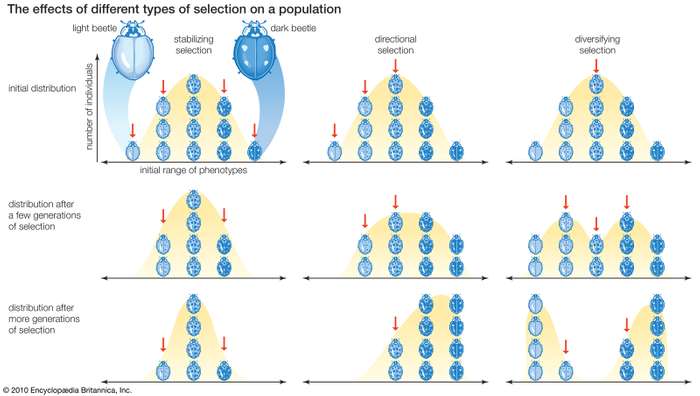 The effects of different types of selection on a population
light beetle
dark beetle
stabilizing
selection
directional
selection
diversifying
selection
initial distribution
number of individuals
initial range of phenotypes
distribution after
a few generations
of selection
distribution after
more generations
of selection
© 2010 Encyclopædia Britannica, Inc.